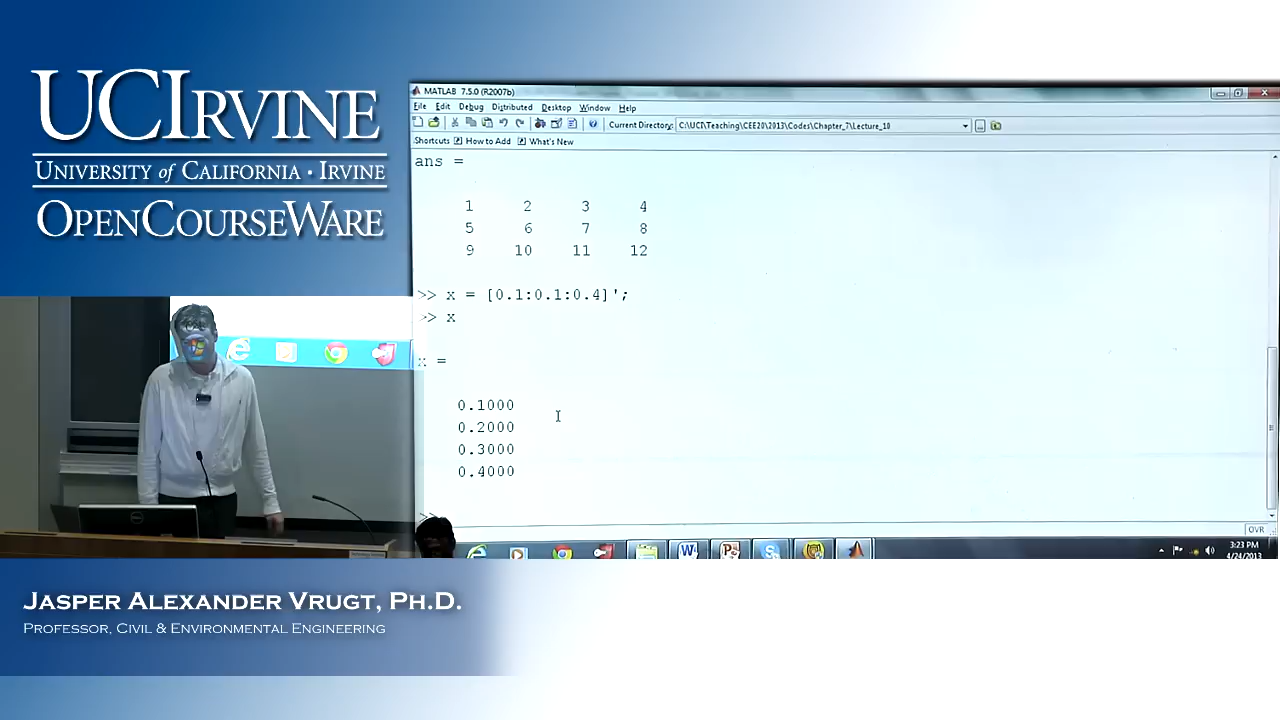 UCIRVINE
UNIVERSITY of CALIFORNIA · IRVINE
OPENCOURSEWARE
MATLAB 7.5.0 (R2007b)
File Edit Debug Distributed Desktop Window Help
Current Directory: C:\UCI\Teaching\CEE20\2013\Codes\Chapter_7\Lecture_10
Shortcuts How to Add What's New
ans =
1 2 3 4
5 6 7 8
9 10 11 12
>> x = [0.1:0.1:0.4]';
>> x
x =
0.1000
0.2000
0.3000
0.4000
>>
OVR
3:23 PM
4/24/2013
DELL
JASPER ALEXANDER VRUGT, PH.D.
PROFESSOR, CIVIL & ENVIRONMENTAL ENGINEERING